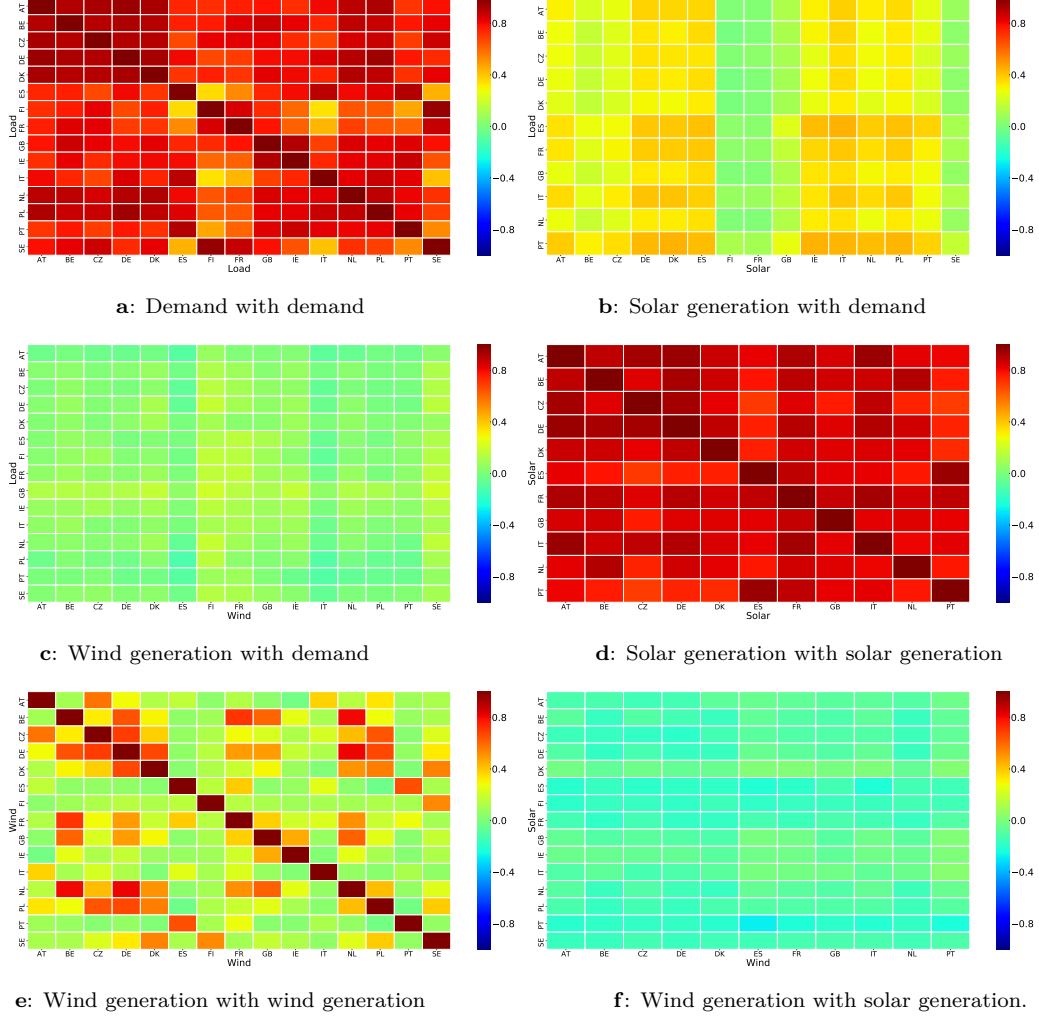 AT
BE
CZ
DE
DK
ES
FI
FR
GB
IE
IT
NL
PL
PT
SE
Load
AT BE CZ DE DK ES FI FR GB IE IT NL PL PT SE
Load
0.8
0.4
0.0
−0.4
−0.8
a: Demand with demand
AT
BE
CZ
DE
DK
ES
FR
GB
IT
NL
PT
Load
AT BE CZ DE DK ES FI FR GB IE IT NL PL PT SE
Solar
0.8
0.4
0.0
−0.4
−0.8
b: Solar generation with demand
AT
BE
CZ
DE
DK
ES
FI
FR
GB
IE
IT
NL
PL
PT
SE
Load
AT BE CZ DE DK ES FI FR GB IE IT NL PL PT SE
Wind
0.8
0.4
0.0
−0.4
−0.8
c: Wind generation with demand
AT
BE
CZ
DE
DK
ES
FR
GB
IT
NL
PT
Solar
AT BE CZ DE DK ES FR GB IT NL PT
Solar
0.8
0.4
0.0
−0.4
−0.8
d: Solar generation with solar generation
AT
BE
CZ
DE
DK
ES
FI
FR
GB
IE
IT
NL
PL
PT
SE
Wind
AT BE CZ DE DK ES FI FR GB IE IT NL PL PT SE
Wind
0.8
0.4
0.0
−0.4
−0.8
e: Wind generation with wind generation
AT
BE
CZ
DE
DK
ES
FI
FR
GB
IE
IT
NL
PL
PT
SE
Solar
AT BE CZ DE DK ES FR GB IT NL PT
Wind
0.8
0.4
0.0
−0.4
−0.8
f: Wind generation with solar generation.